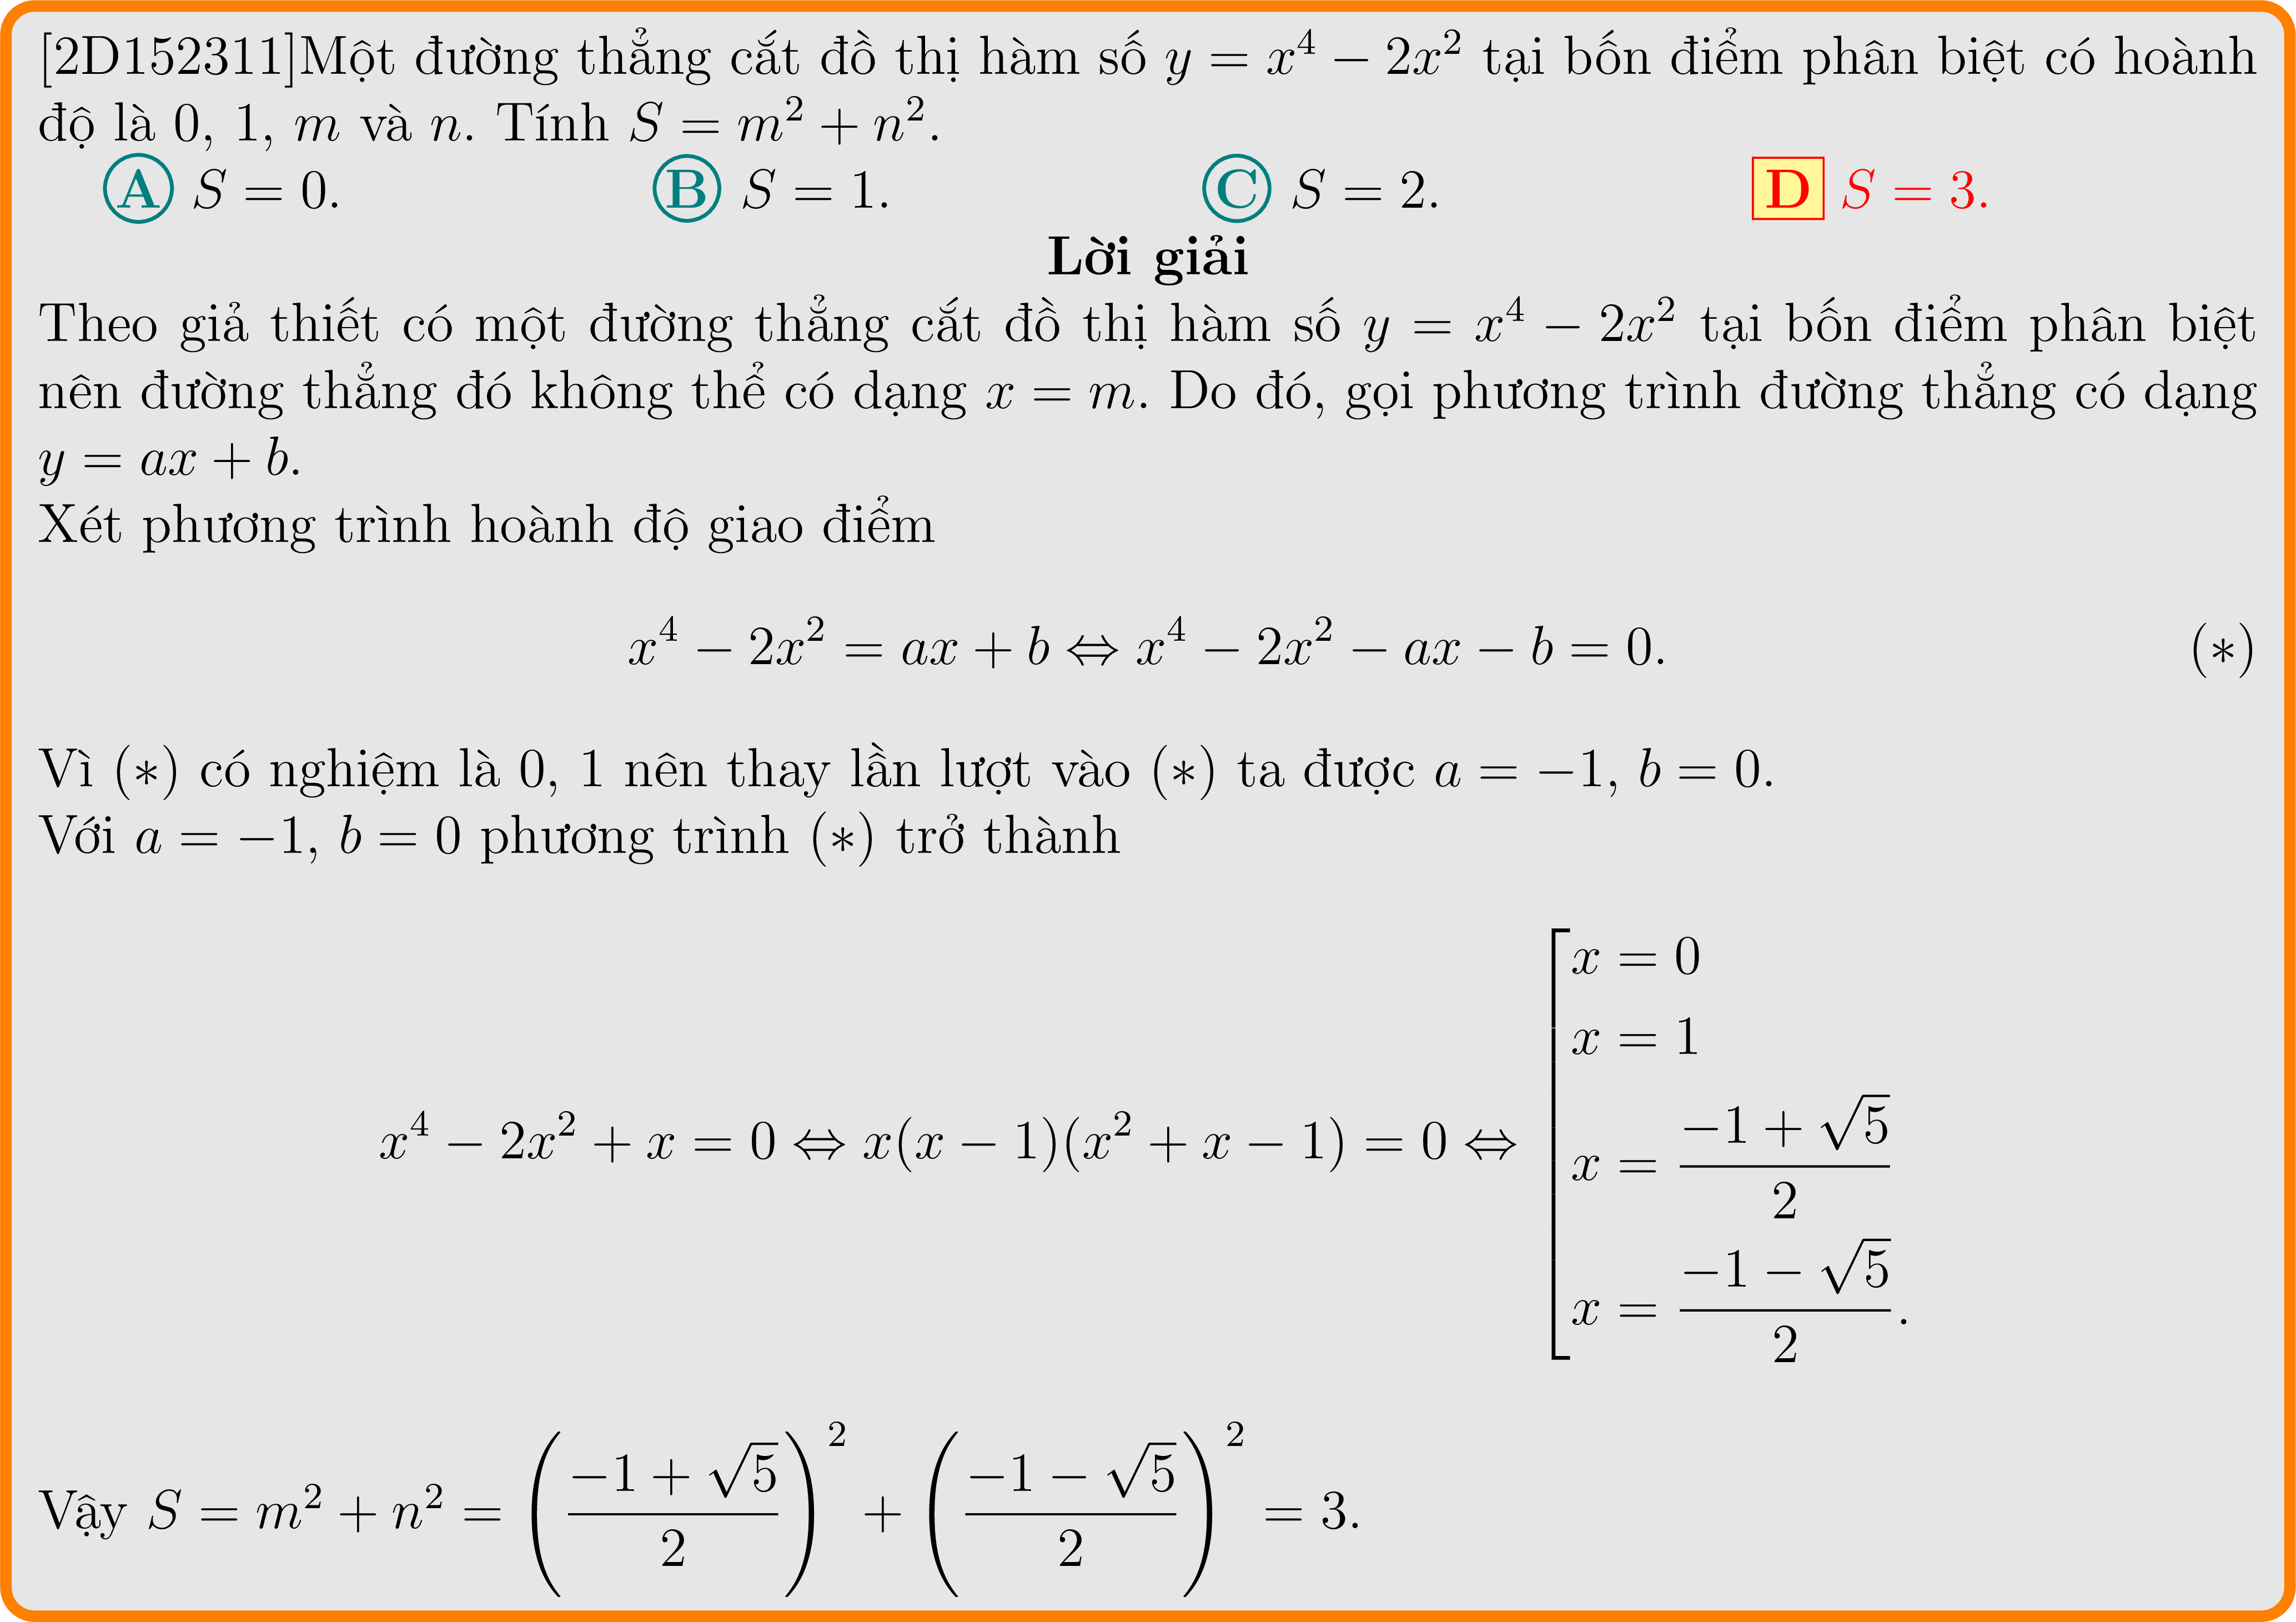 [2D152311]Một đường thẳng cắt đồ thị hàm số $y = x^4 - 2x^2$ tại bốn điểm phân biệt có hoành
độ là 0, 1, $m$ và $n$. Tính $S = m^2 + n^2$.
A $S = 0$. B $S = 1$. C $S = 2$. D $S = 3$.
Lời giải
Theo giả thiết có một đường thẳng cắt đồ thị hàm số $y = x^4 - 2x^2$ tại bốn điểm phân biệt
nên đường thẳng đó không thể có dạng $x = m$. Do đó, gọi phương trình đường thẳng có dạng
$y = ax + b$.
Xét phương trình hoành độ giao điểm
$x^4 - 2x^2 = ax + b \Leftrightarrow x^4 - 2x^2 - ax - b = 0.$ (∗)
Vì (∗) có nghiệm là 0, 1 nên thay lần lượt vào (∗) ta được $a = -1$, $b = 0$.
Với $a = -1$, $b = 0$ phương trình (∗) trở thành
$x^4 - 2x^2 + x = 0 \Leftrightarrow x(x - 1)(x^2 + x - 1) = 0 \Leftrightarrow \left[\begin{array}{l} x = 0 \\ x = 1 \\ x = \dfrac{-1 + \sqrt{5}}{2} \\ x = \dfrac{-1 - \sqrt{5}}{2}. \end{array}\right.$
Vậy $S = m^2 + n^2 = \left(\dfrac{-1 + \sqrt{5}}{2}\right)^2 + \left(\dfrac{-1 - \sqrt{5}}{2}\right)^2 = 3.$